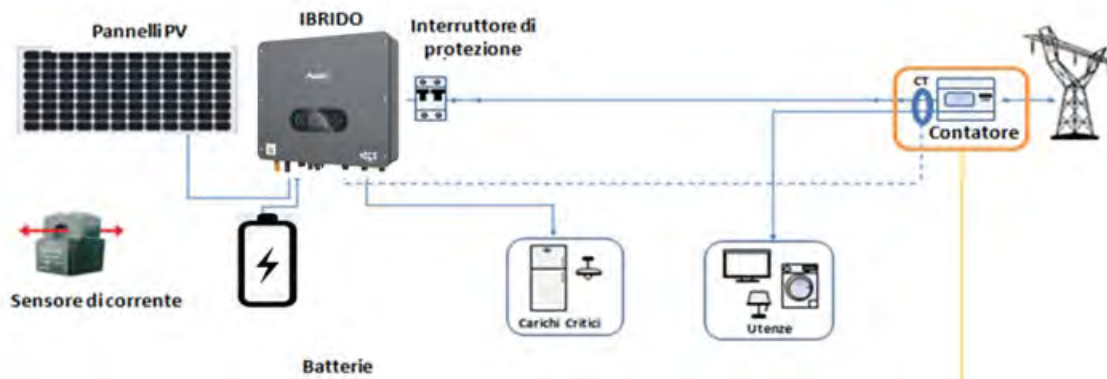 IBRIDO
Pannelli PV
Interruttore di
protezione
CT
Contatore
Sensore di corrente
Carichi Critici
Utenze
Batterie